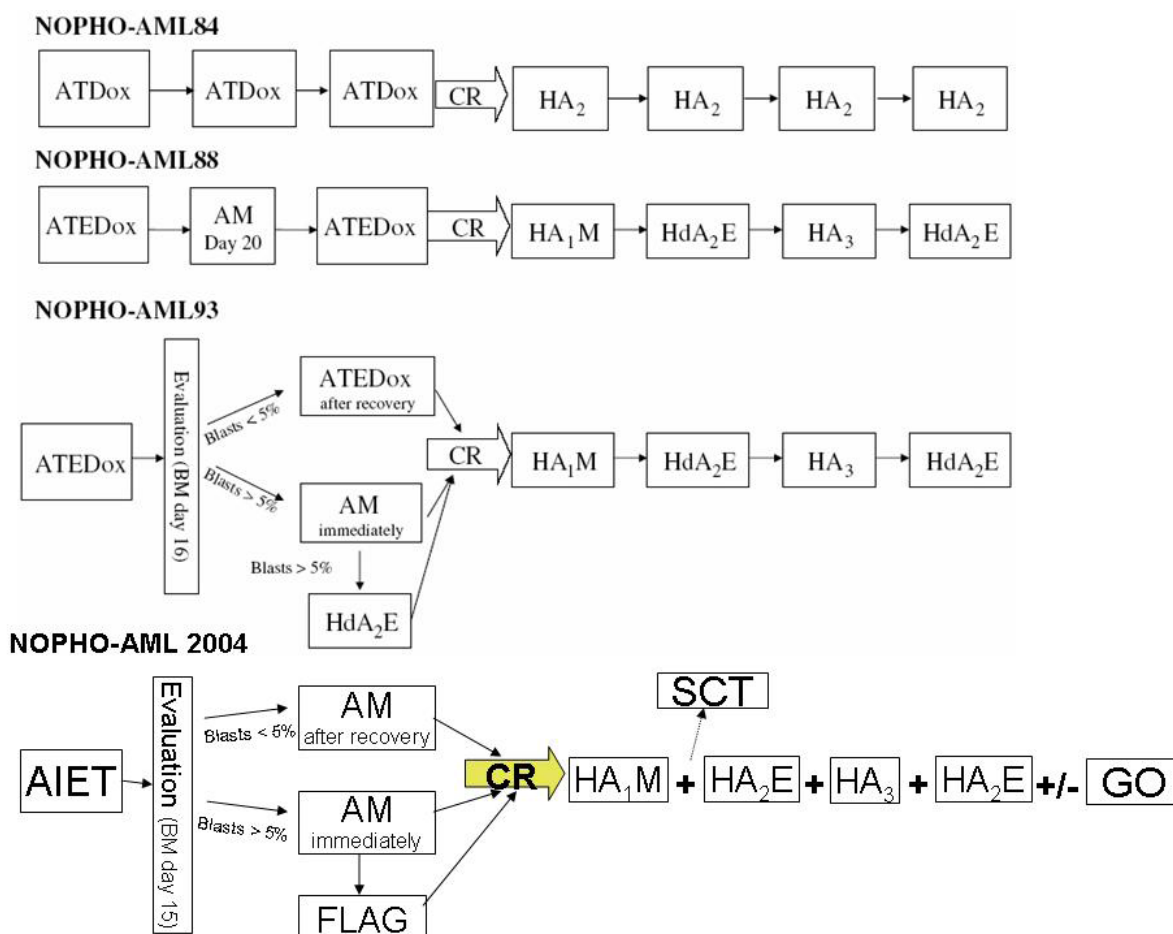 NOPHO-AML84
ATDox ATDox ATDox CR HA₂ HA₂ HA₂ HA₂
NOPHO-AML88
ATEDox AM ATEDox CR HA₁M HdA₂E HA₃ HdA₂E
Day 20
NOPHO-AML93
ATEDox
Evaluation (BM day 16)
Blasts < 5%
Blasts > 5%
ATEDox
after recovery
AM
immediately
Blasts > 5%
HdA₂E
CR HA₁M HdA₂E HA₃ HdA₂E
NOPHO-AML 2004
AIET
Evaluation (BM day 15)
Blasts < 5%
Blasts > 5%
AM
after recovery
AM
immediately
FLAG
SCT
CR HA₁M + HA₂E + HA₃ + HA₂E +/- GO